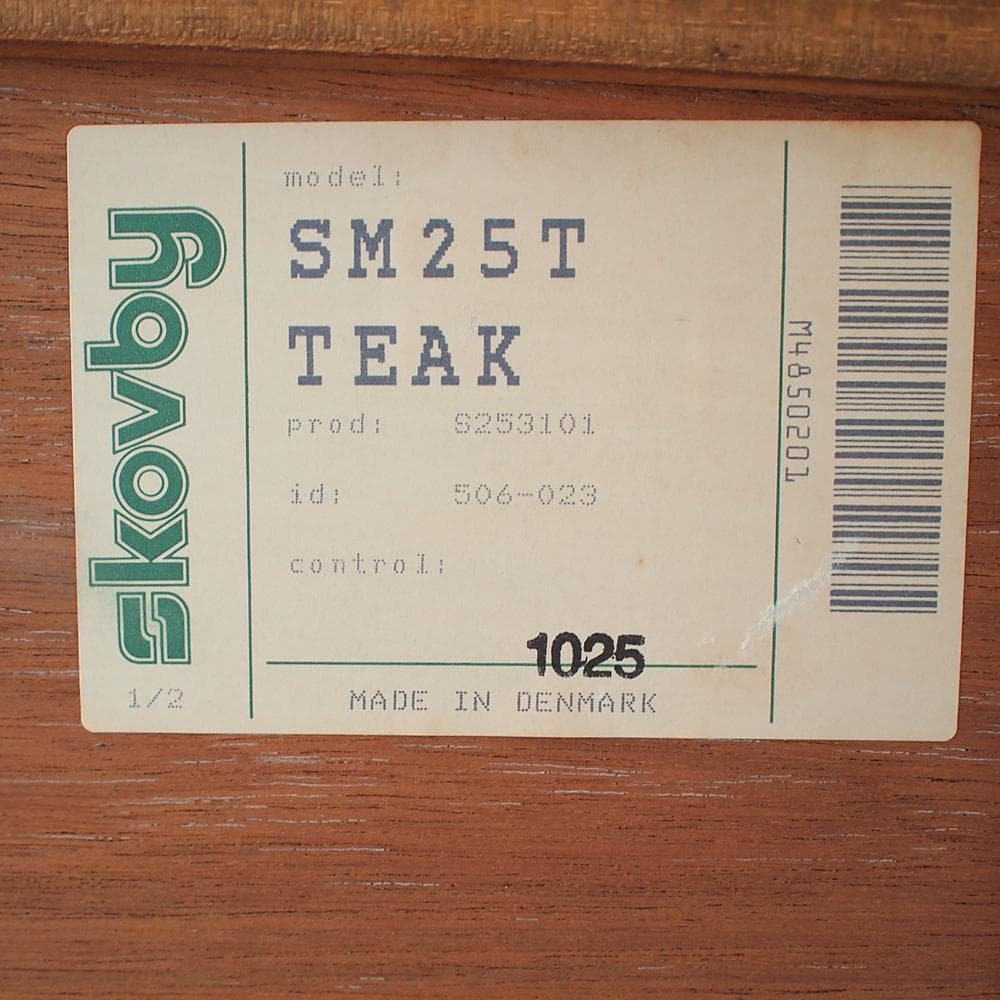 skovby
1/2
model:
SM25T
TEAK
prod: S253101
id: 506-023
control:
1025
MADE IN DENMARK
M4850201